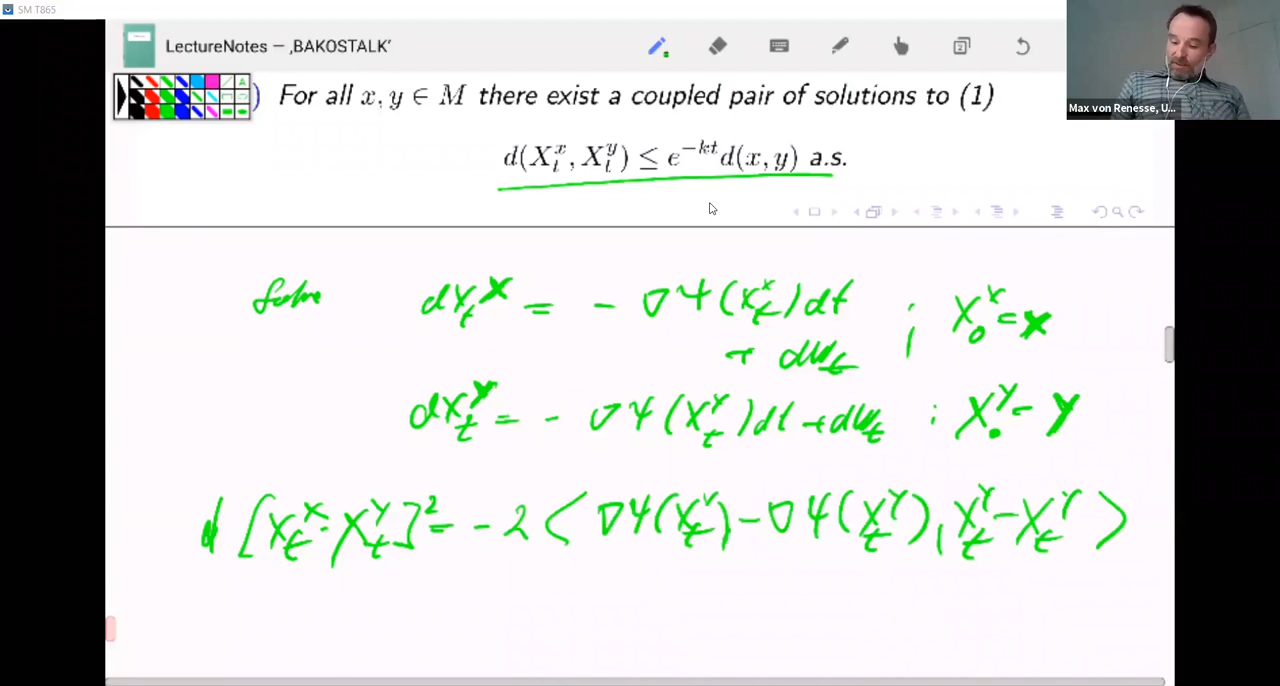 SM T865
LectureNotes – ‚BAKOSTALK'
) For all x, y ∈ M there exist a coupled pair of solutions to (1)
Max von Renesse, U...
d(X_t^x, X_t^y) ≤ e^{-kt} d(x, y) a.s.
Solve dX_t^x = - ∇Ψ(X_t^x)dt ; X_0^x = x
+ dW_t
dX_t^y = - ∇Ψ(X_t^y)dt + dW_t ; X_0^y = y
d[X_t^x - X_t^y]^2 = -2 < ∇Ψ(X_t^x) - ∇Ψ(X_t^y), X_t^x - X_t^y >